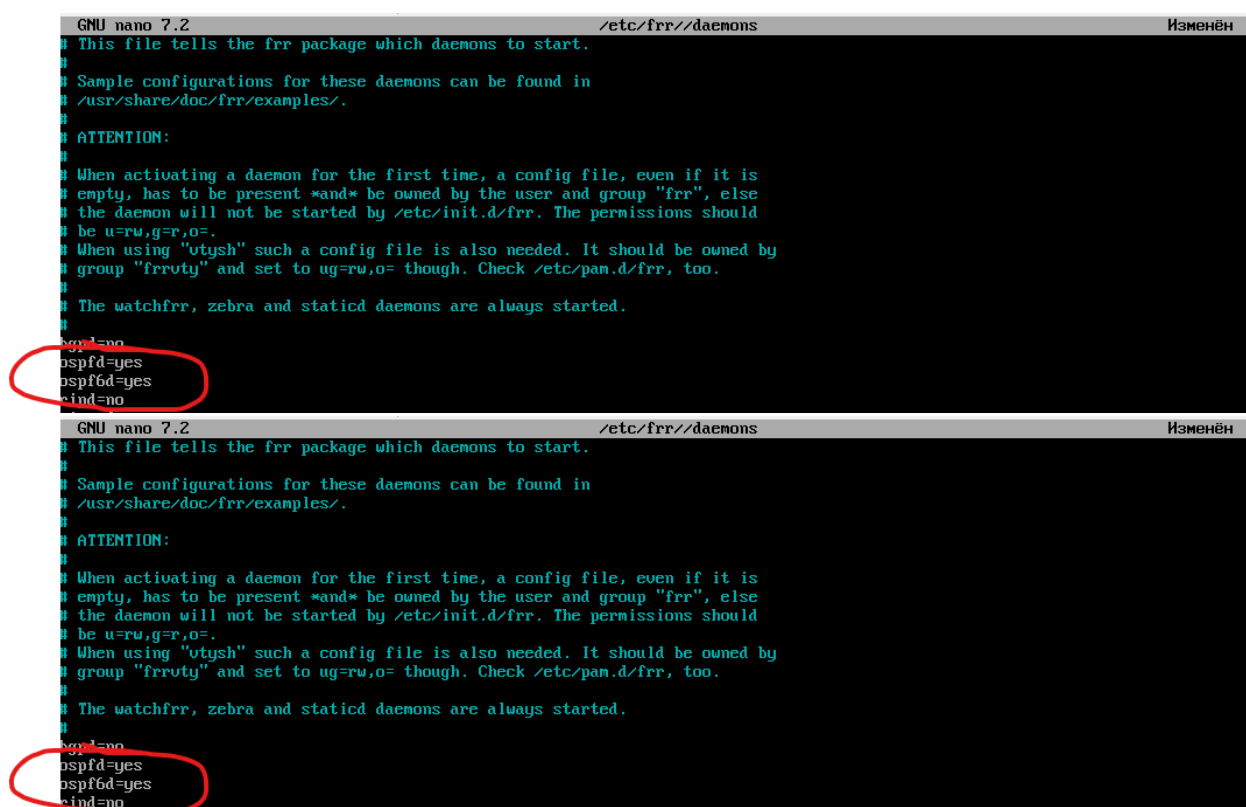 GNU nano 7.2 /etc/frr//daemons Изменён
# This file tells the frr package which daemons to start.
#
# Sample configurations for these daemons can be found in
# /usr/share/doc/frr/examples/.
#
# ATTENTION:
#
# When activating a daemon for the first time, a config file, even if it is
# empty, has to be present *and* be owned by the user and group "frr", else
# the daemon will not be started by /etc/init.d/frr. The permissions should
# be u=rw,g=r,o=.
# When using "vtysh" such a config file is also needed. It should be owned by
# group "frrvty" and set to ug=rw,o= though. Check /etc/pam.d/frr, too.
#
# The watchfrr, zebra and staticd daemons are always started.
#
bgpd=no
ospfd=yes
ospf6d=yes
ripd=no
GNU nano 7.2 /etc/frr//daemons Изменён
# This file tells the frr package which daemons to start.
#
# Sample configurations for these daemons can be found in
# /usr/share/doc/frr/examples/.
#
# ATTENTION:
#
# When activating a daemon for the first time, a config file, even if it is
# empty, has to be present *and* be owned by the user and group "frr", else
# the daemon will not be started by /etc/init.d/frr. The permissions should
# be u=rw,g=r,o=.
# When using "vtysh" such a config file is also needed. It should be owned by
# group "frrvty" and set to ug=rw,o= though. Check /etc/pam.d/frr, too.
#
# The watchfrr, zebra and staticd daemons are always started.
#
bgpd=no
ospfd=yes
ospf6d=yes
ripd=no